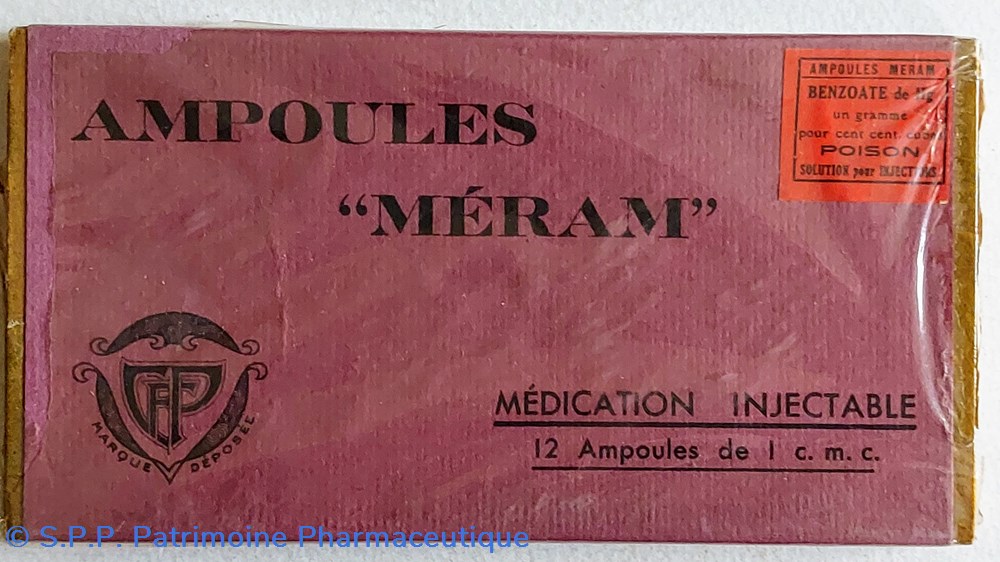 AMPOULES
“MÉRAM”
AMPOULES MERAM
BENZOATE de Hg
un gramme
pour cent cent. cubes
POISON
SOLUTION pour INJECTIONS
MARQUE DÉPOSÉE
MÉDICATION INJECTABLE
12 Ampoules de 1 c. m. c.
© S.P.P. Patrimoine Pharmaceutique